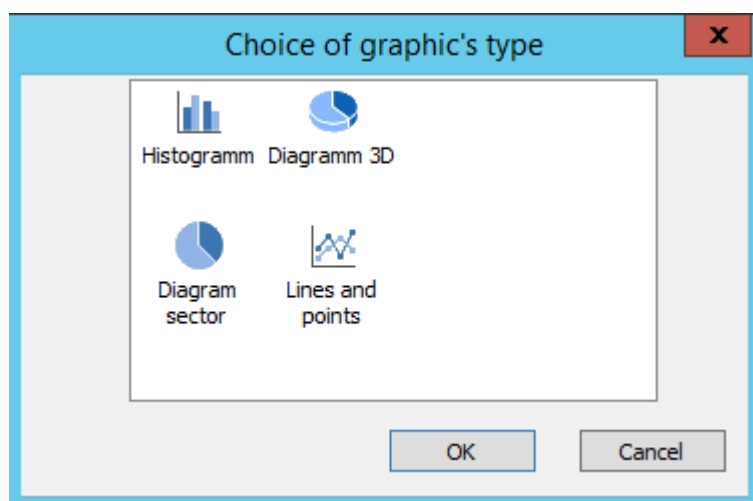 Choice of graphic's type
x
Histogramm Diagramm 3D
Diagram sector
Lines and points
OK Cancel